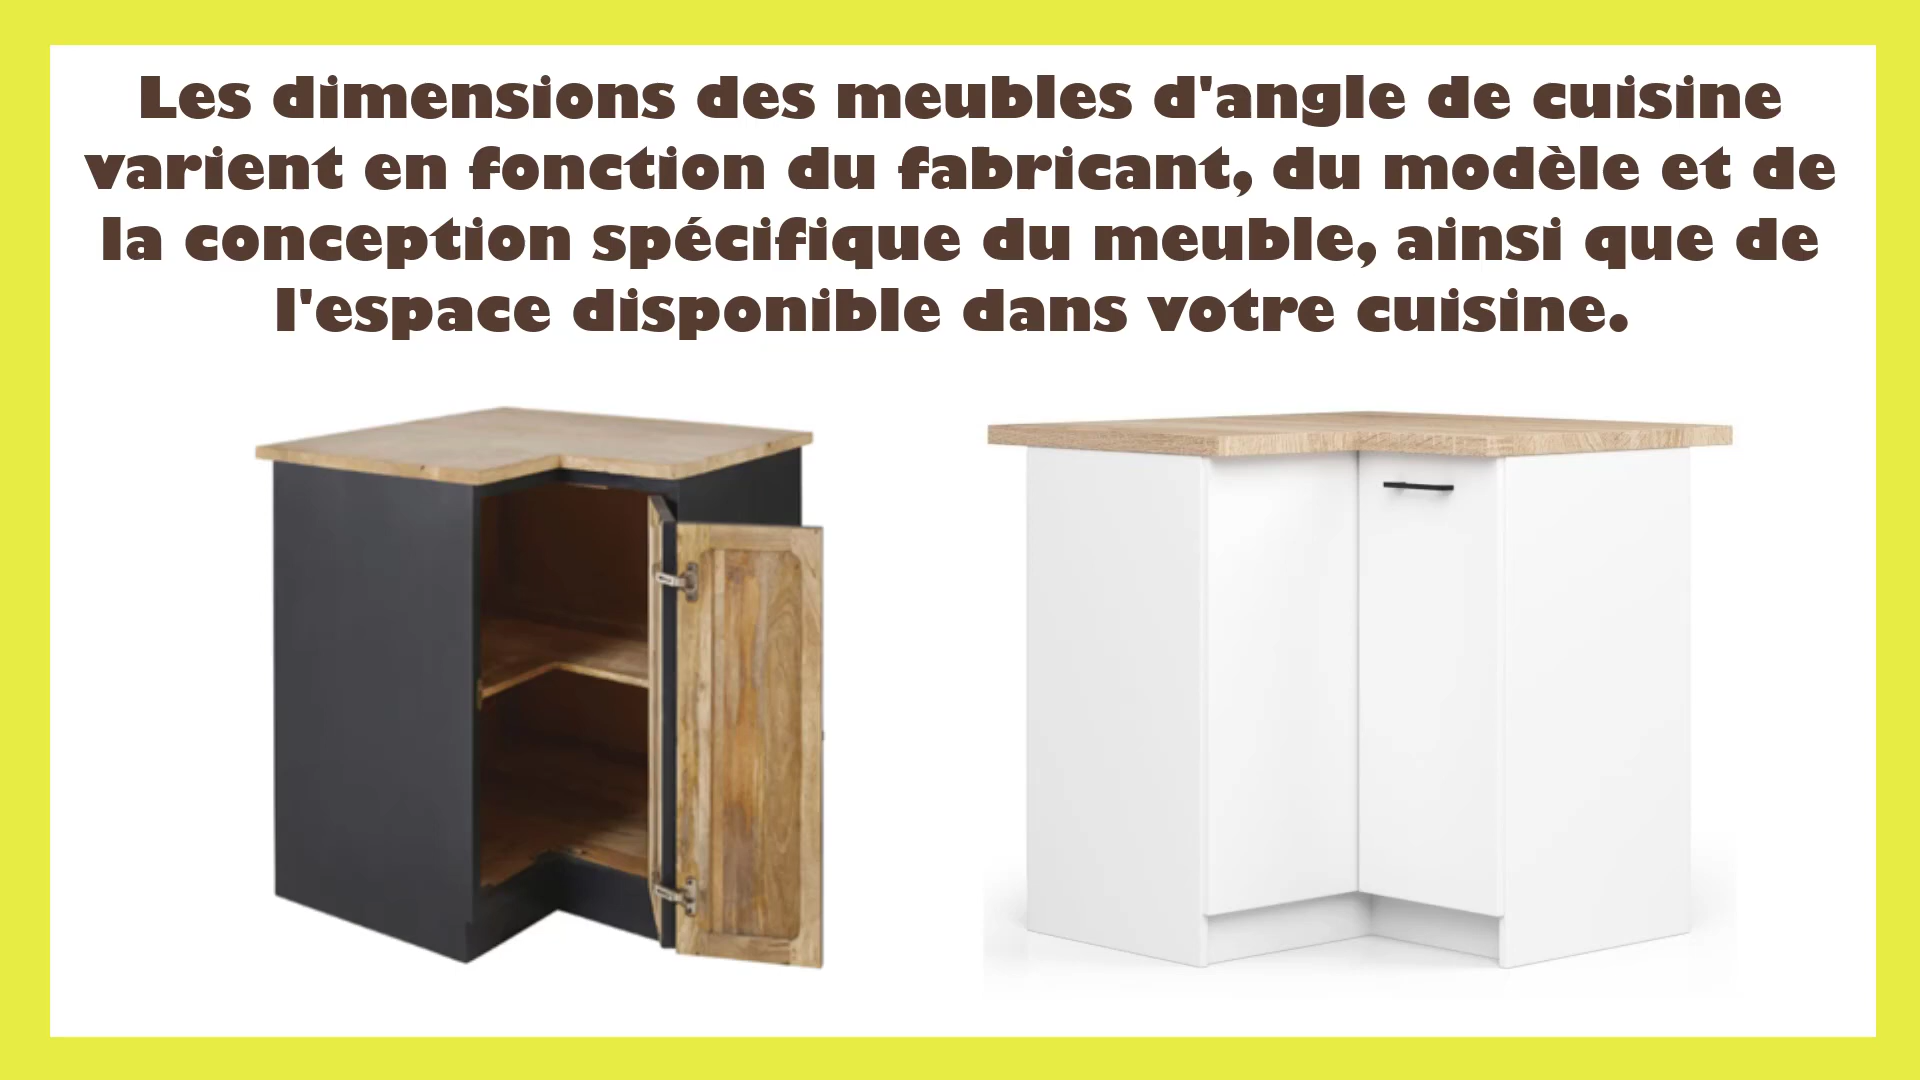 Les dimensions des meubles d'angle de cuisine
varient en fonction du fabricant, du modèle et de
la conception spécifique du meuble, ainsi que de
l'espace disponible dans votre cuisine.